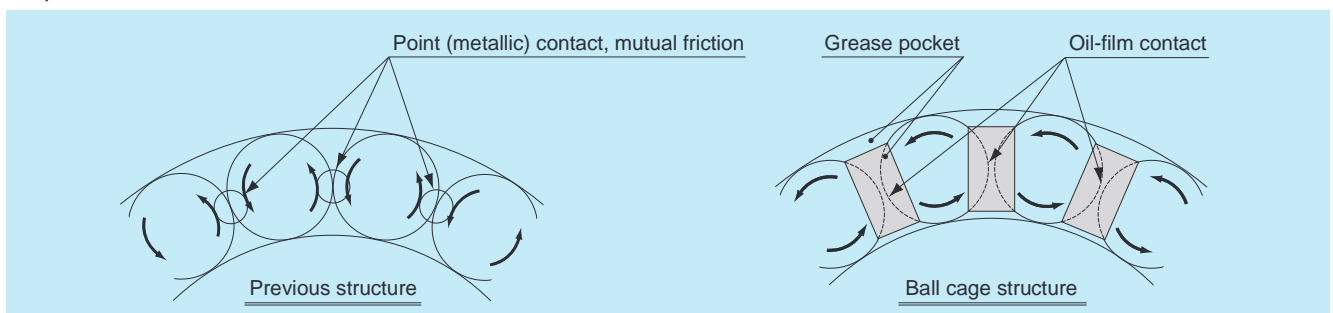 Point (metallic) contact, mutual friction
Grease pocket
Oil-film contact
Previous structure
Ball cage structure